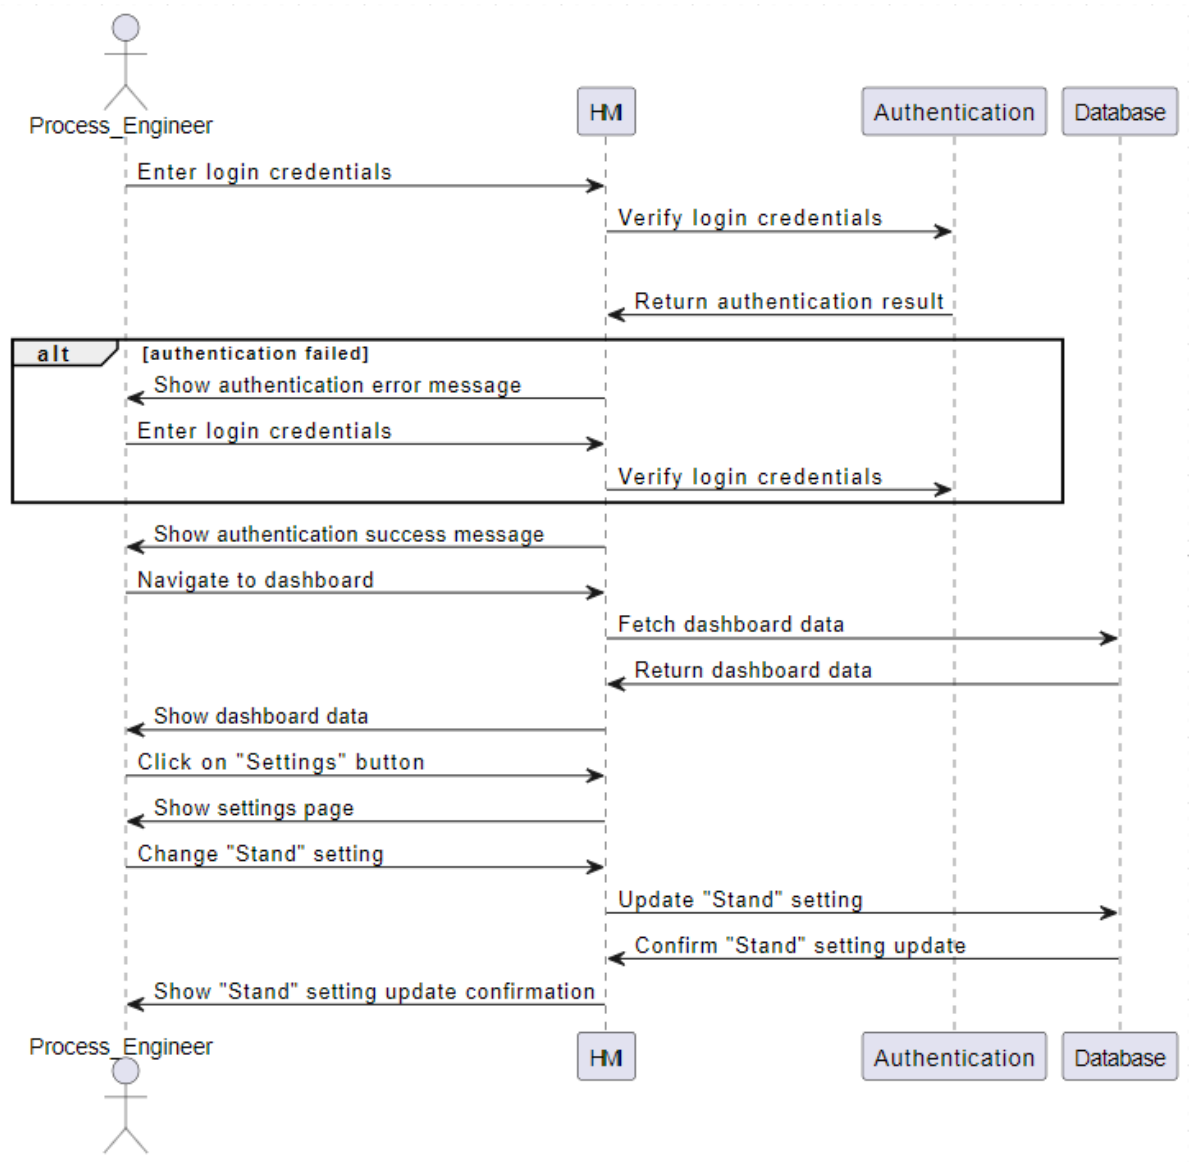 Process_Engineer
HMI
Authentication
Database
Enter login credentials
Verify login credentials
Return authentication result
alt
[authentication failed]
Show authentication error message
Enter login credentials
Verify login credentials
Show authentication success message
Navigate to dashboard
Fetch dashboard data
Return dashboard data
Show dashboard data
Click on "Settings" button
Show settings page
Change "Stand" setting
Update "Stand" setting
Confirm "Stand" setting update
Show "Stand" setting update confirmation
Process_Engineer
HMI
Authentication
Database